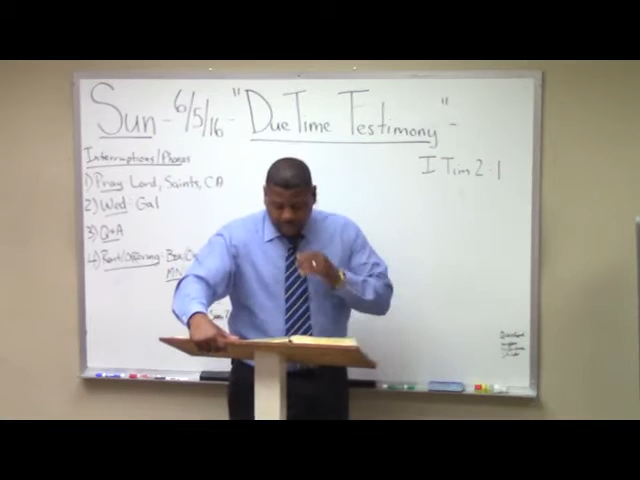 Sun - 6/5/16 - "Due Time Testimony" -
Interruptions/Phones
I Tim 2:1
1) Pray Lord, Saints, CA
2) Wed: Gal
3) Q+A
4) Rent/Offering -
MN